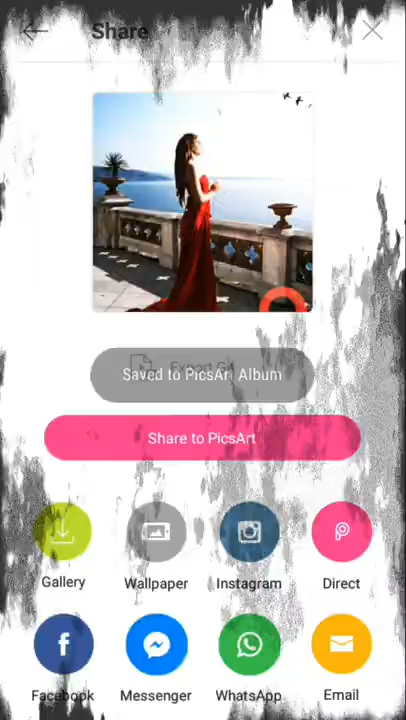 Share
Saved to PicsArt Album
Share to PicsArt
Gallery
Wallpaper
Instagram
Direct
Facebook
Messenger
WhatsApp
Email